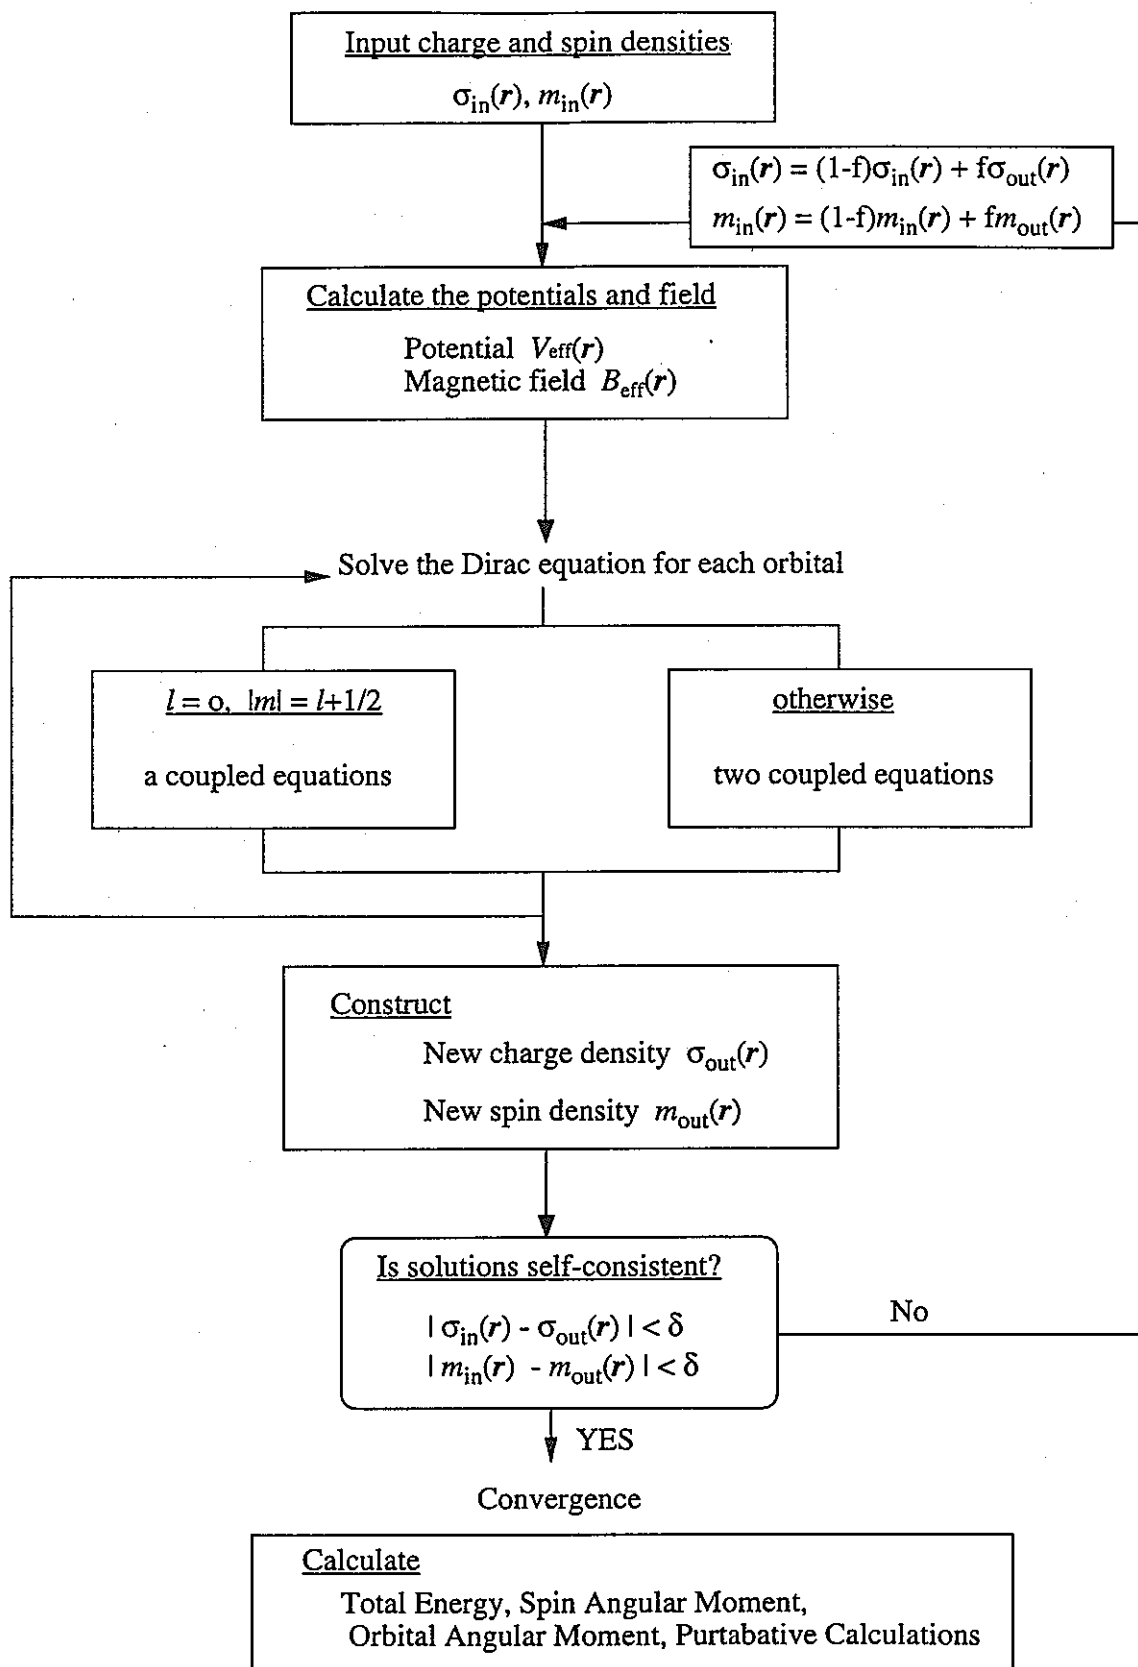 Input charge and spin densities
σin(r), min(r)
σin(r) = (1-f)σin(r) + fσout(r)
min(r) = (1-f)min(r) + fmout(r)
Calculate the potentials and field
Potential Veff(r)
Magnetic field Beff(r)
Solve the Dirac equation for each orbital
l = o, |m| = l+1/2
a coupled equations
otherwise
two coupled equations
Construct
New charge density σout(r)
New spin density mout(r)
Is solutions self-consistent?
| σin(r) - σout(r) | < δ
| min(r) - mout(r) | < δ
No
YES
Convergence
Calculate
Total Energy, Spin Angular Moment,
Orbital Angular Moment, Purtabative Calculations